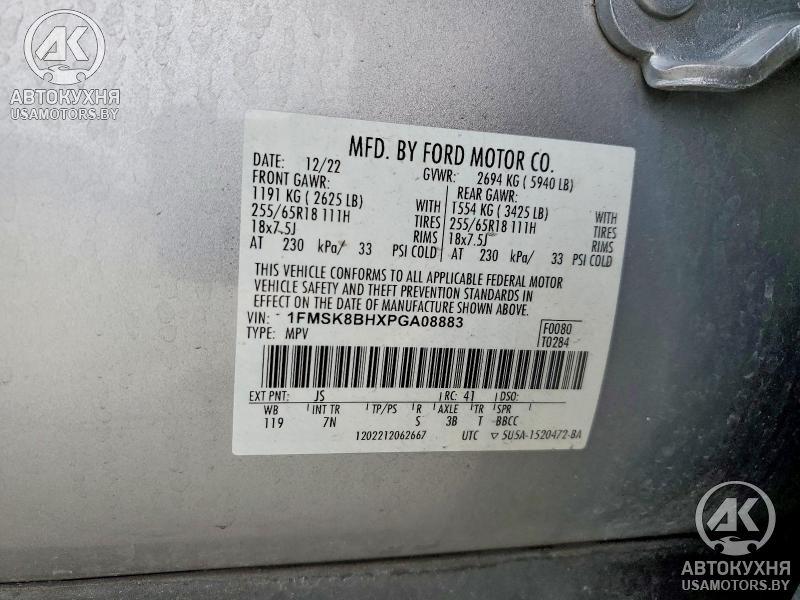 AK
АВТОКУХНЯ
USAMOTORS.BY
MFD. BY FORD MOTOR CO.
DATE: 12/22 GVWR: 2694 KG ( 5940 LB)
FRONT GAWR: REAR GAWR:
1191 KG ( 2625 LB) WITH 1554 KG ( 3425 LB) WITH
255/65R18 111H TIRES 255/65R18 111H TIRES
18x7.5J RIMS 18x7.5J RIMS
AT 230 kPa/ 33 PSI COLD AT 230 kPa/ 33 PSI COLD
THIS VEHICLE CONFORMS TO ALL APPLICABLE FEDERAL MOTOR
VEHICLE SAFETY AND THEFT PREVENTION STANDARDS IN
EFFECT ON THE DATE OF MANUFACTURE SHOWN ABOVE.
VIN: 1FMSK8BHXPGA08883 F0080
TYPE: MPV T0284
EXT PNT: JS RC: 41 DSO:
WB INT TR TP/PS R AXLE TR SPR
119 7N S 3B T BBCC
1202212062667 UTC ▽ 5U5A-1520472-BA
AK
АВТОКУХНЯ
USAMOTORS.BY